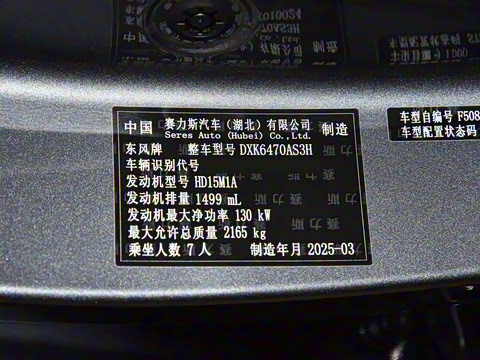 中国 赛力斯汽车（湖北）有限公司 制造
Seres Auto (Hubei) Co.,Ltd.
东风牌 整车型号 DXK6470AS3H
车辆识别代号
发动机型号 HD15M1A
发动机排量 1499 mL
发动机最大净功率 130 kW
最大允许总质量 2165 kg
乘坐人数 7 人 制造年月 2025-03
车型自编号 F508
车型配置状态码